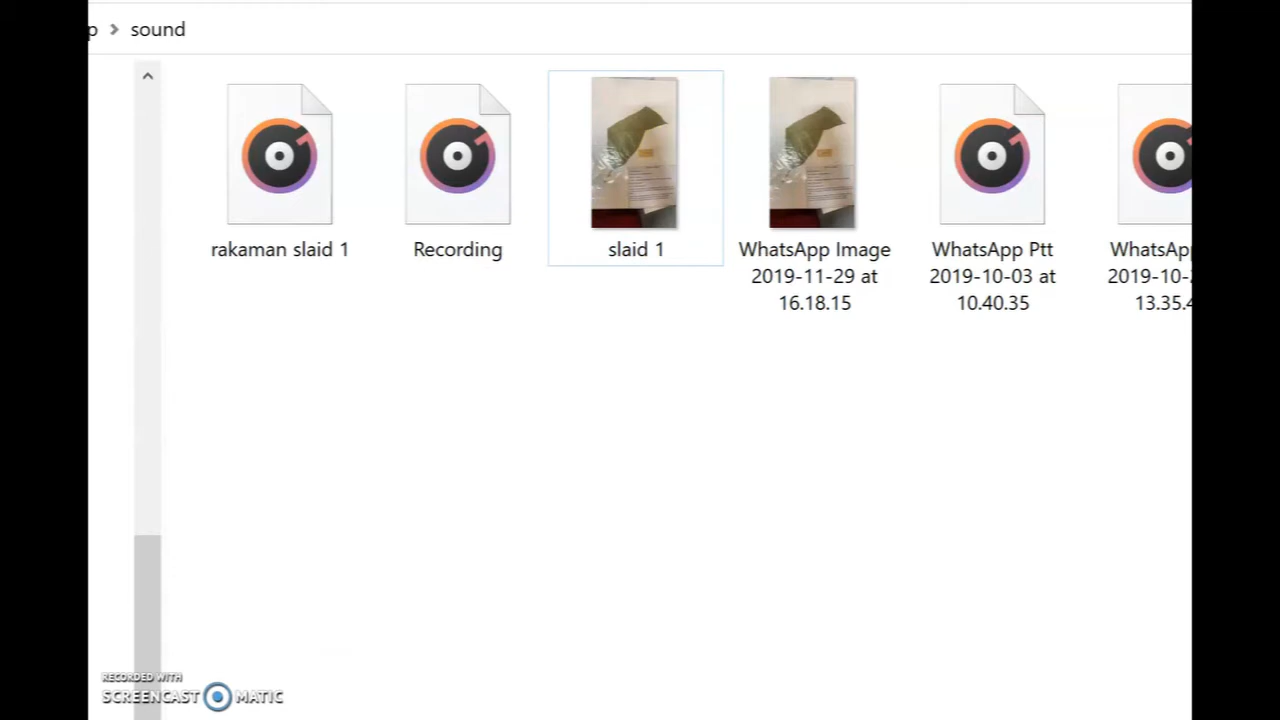 sound
rakaman slaid 1
Recording
slaid 1
WhatsApp Image
2019-11-29 at
16.18.15
WhatsApp Ptt
2019-10-03 at
10.40.35
RECORDED WITH
SCREENCAST MATIC